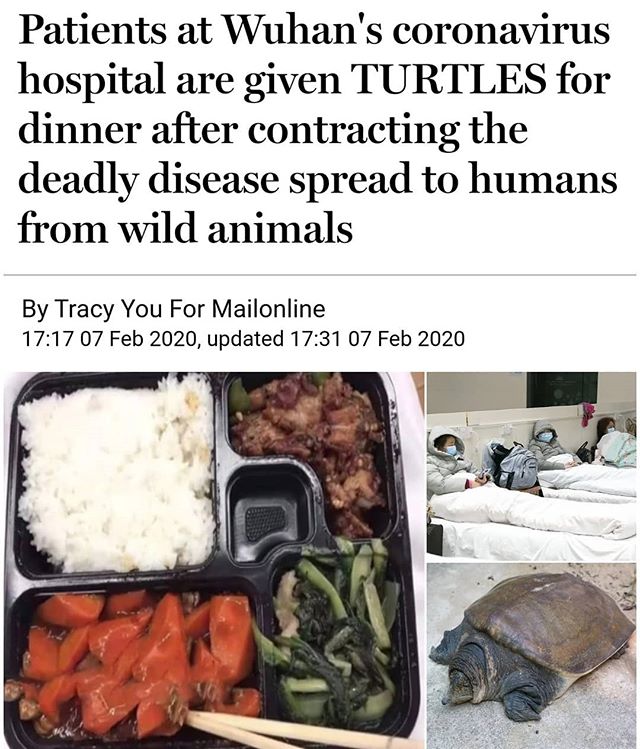 Patients at Wuhan's coronavirus
hospital are given TURTLES for
dinner after contracting the
deadly disease spread to humans
from wild animals
By Tracy You For Mailonline
17:17 07 Feb 2020, updated 17:31 07 Feb 2020